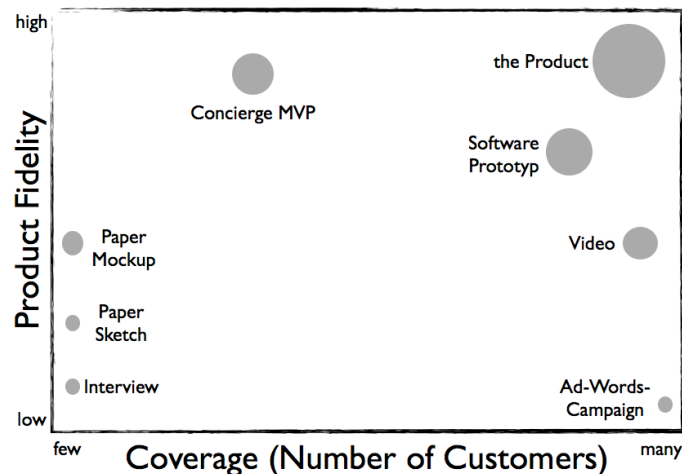 high
the Product
Concierge MVP
Software
Prototyp
Product Fidelity
Paper
Mockup
Video
Paper
Sketch
Interview
Ad-Words-
Campaign
low
few
many
Coverage (Number of Customers)